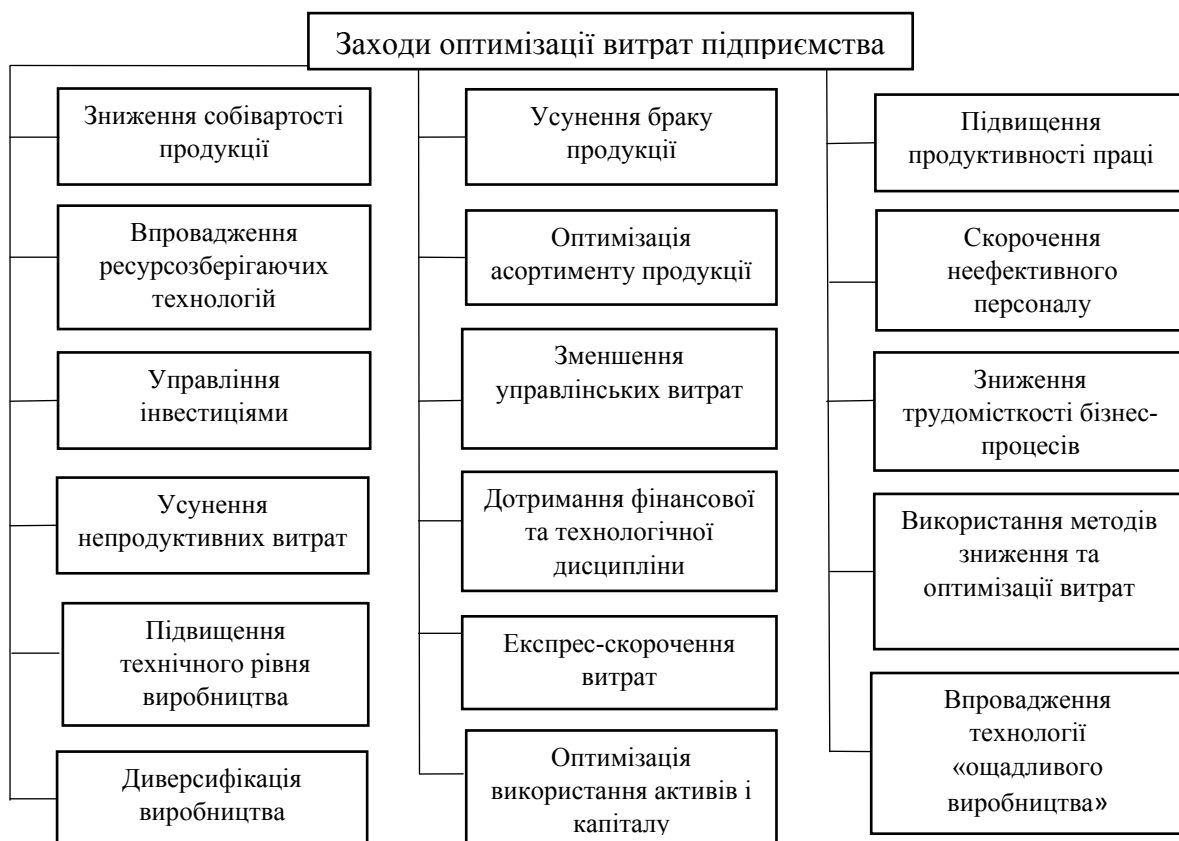 Заходи оптимізації витрат підприємства
Зниження собівартості
продукції
Впровадження
ресурсозберігаючих
технологій
Управління
інвестиціями
Усунення
непродуктивних витрат
Підвищення
технічного рівня
виробництва
Диверсифікація
виробництва
Усунення браку
продукції
Оптимізація
асортименту продукції
Зменшення
управлінських витрат
Дотримання фінансової
та технологічної
дисципліни
Експрес-скорочення
витрат
Оптимізація
використання активів і
капіталу
Підвищення
продуктивності праці
Скорочення
неефективного
персоналу
Зниження
трудомісткості бізнес-
процесів
Використання методів
зниження та
оптимізації витрат
Впровадження
технології
«ощадливого
виробництва»